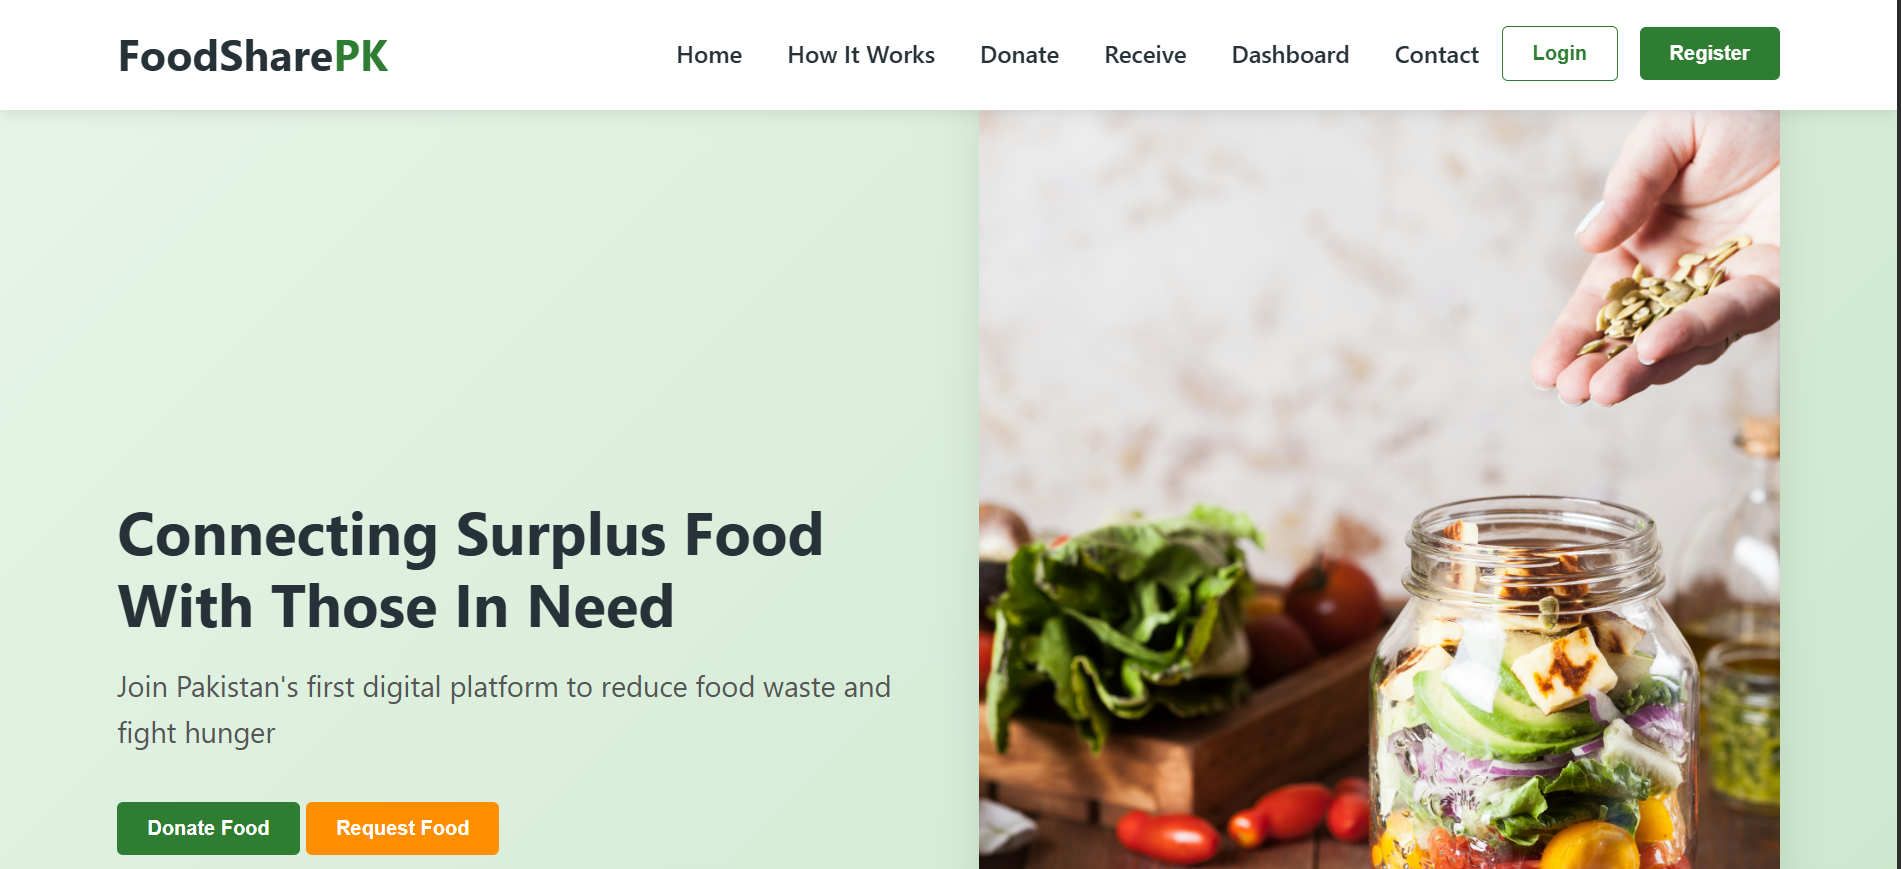 FoodSharePK
Home How It Works Donate Receive Dashboard Contact Login Register
Connecting Surplus Food
With Those In Need
Join Pakistan's first digital platform to reduce food waste and
fight hunger
Donate Food Request Food